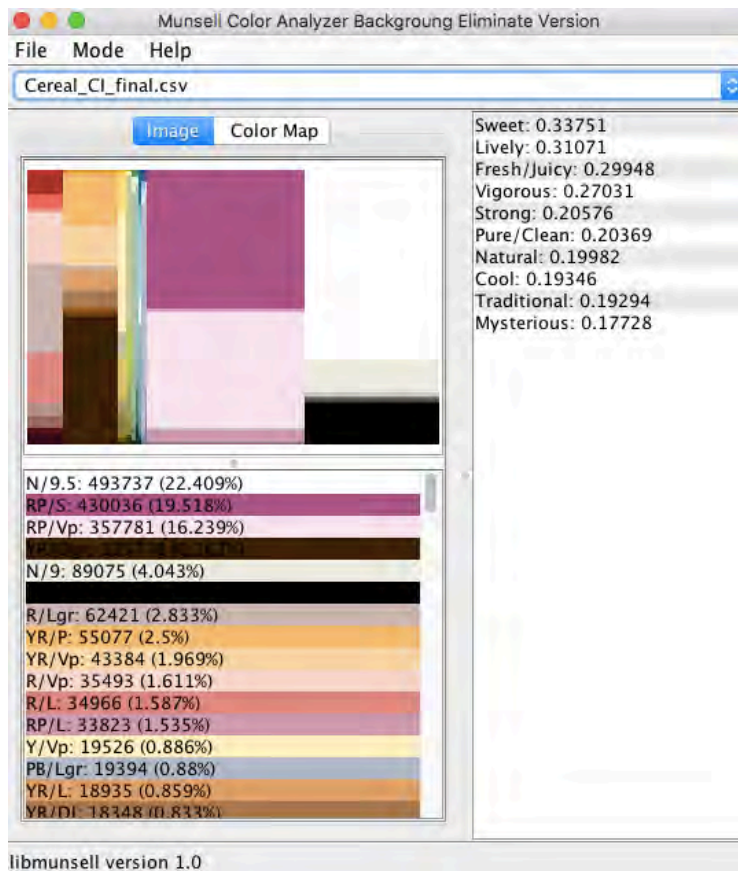 Munsell Color Analyzer Backgroung Eliminate Version
File Mode Help
Cereal_CI_final.csv
Image Color Map
N/9.5: 493737 (22.409%)
RP/S: 430036 (19.518%)
RP/Vp: 357781 (16.239%)
N/9: 89075 (4.043%)
R/Lgr: 62421 (2.833%)
YR/P: 55077 (2.5%)
YR/Vp: 43384 (1.969%)
R/Vp: 35493 (1.611%)
R/L: 34966 (1.587%)
RP/L: 33823 (1.535%)
Y/Vp: 19526 (0.886%)
PB/Lgr: 19394 (0.88%)
YR/L: 18935 (0.859%)
YR/Dl: 18348 (0.833%)
Sweet: 0.33751
Lively: 0.31071
Fresh/Juicy: 0.29948
Vigorous: 0.27031
Strong: 0.20576
Pure/Clean: 0.20369
Natural: 0.19982
Cool: 0.19346
Traditional: 0.19294
Mysterious: 0.17728
libmunsell version 1.0